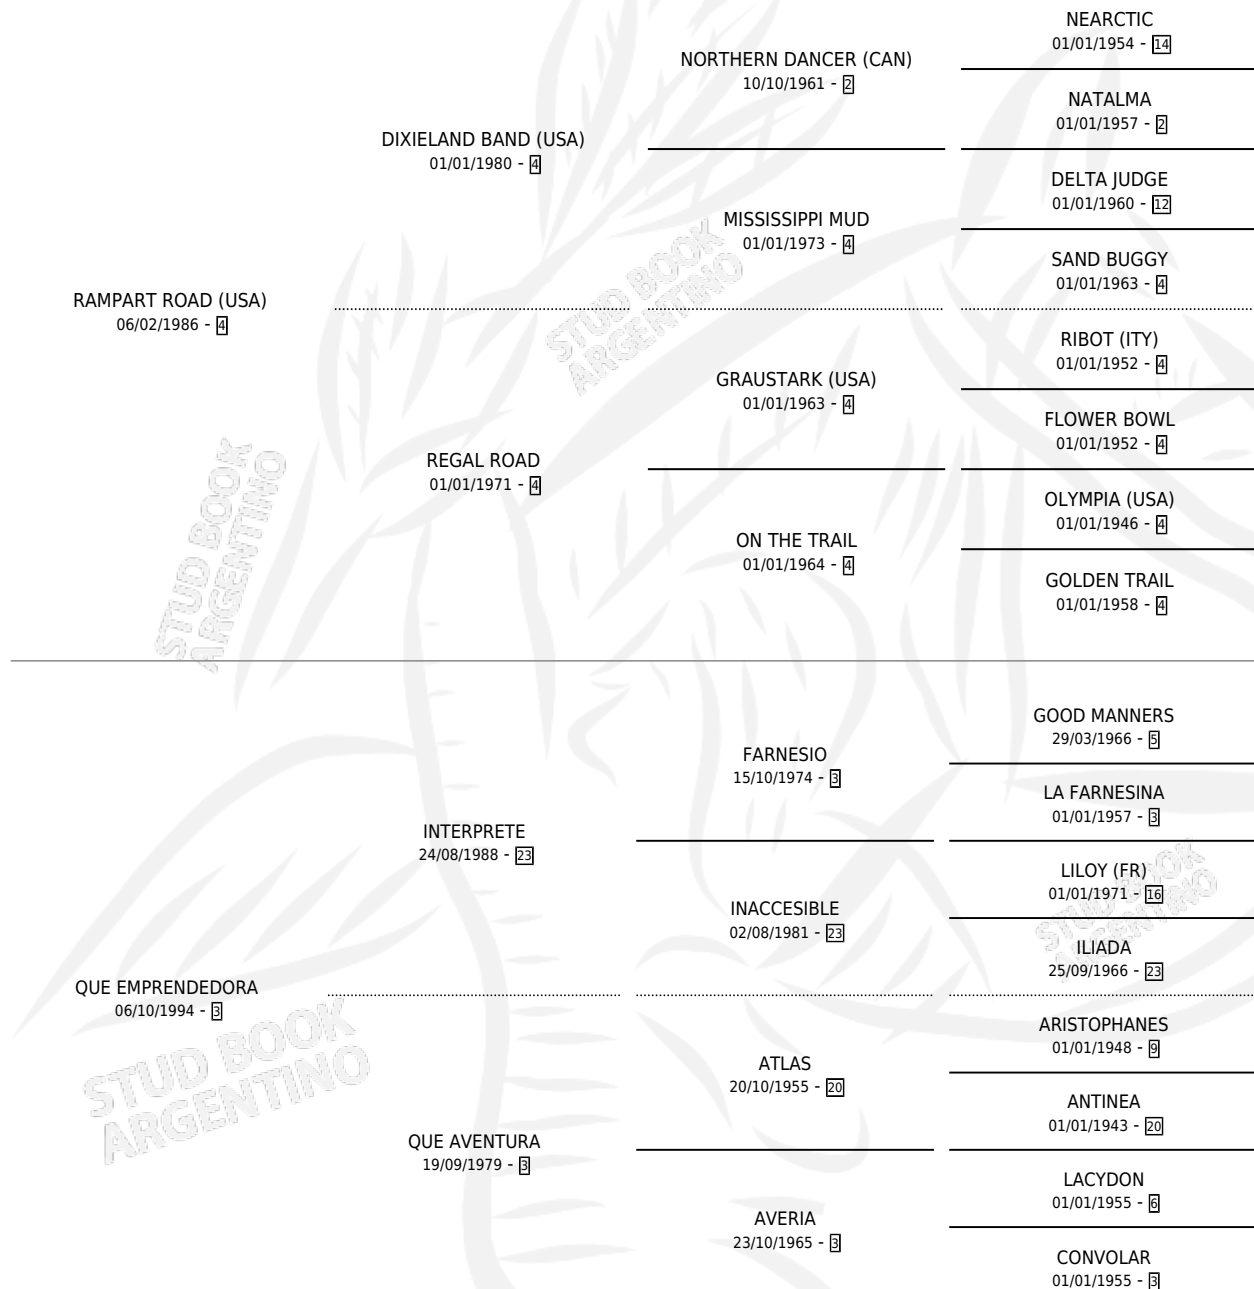 NEARCTIC
01/01/1954 - 14
NORTHERN DANCER (CAN)
10/10/1961 - 2
NATALMA
01/01/1957 - 2
DIXIELAND BAND (USA)
01/01/1980 - 4
DELTA JUDGE
01/01/1960 - 12
MISSISSIPPI MUD
01/01/1973 - 4
SAND BUGGY
01/01/1963 - 4
RAMPART ROAD (USA)
06/02/1986 - 4
STUD BOOK
ARGENTINO
RIBOT (ITY)
01/01/1952 - 4
GRAUSTARK (USA)
01/01/1963 - 4
FLOWER BOWL
01/01/1952 - 4
REGAL ROAD
01/01/1971 - 4
OLYMPIA (USA)
01/01/1946 - 4
ON THE TRAIL
01/01/1964 - 4
GOLDEN TRAIL
01/01/1958 - 4
STUD BOOK
ARGENTINO
GOOD MANNERS
29/03/1966 - 5
FARNESIO
15/10/1974 - 3
LA FARNESINA
01/01/1957 - 3
INTERPRETE
24/08/1988 - 23
LILOY (FR)
01/01/1971 - 16
INACCESIBLE
02/08/1981 - 23
ILIADA
25/09/1966 - 23
STUD BOOK
ARGENTINO
QUE EMPRENDEDORA
06/10/1994 - 3
STUD BOOK
ARGENTINO
ARISTOPHANES
01/01/1948 - 9
ATLAS
20/10/1955 - 20
ANTINEA
01/01/1943 - 20
QUE AVENTURA
19/09/1979 - 3
LACYDON
01/01/1955 - 6
AVERIA
23/10/1965 - 3
CONVOLAR
01/01/1955 - 3